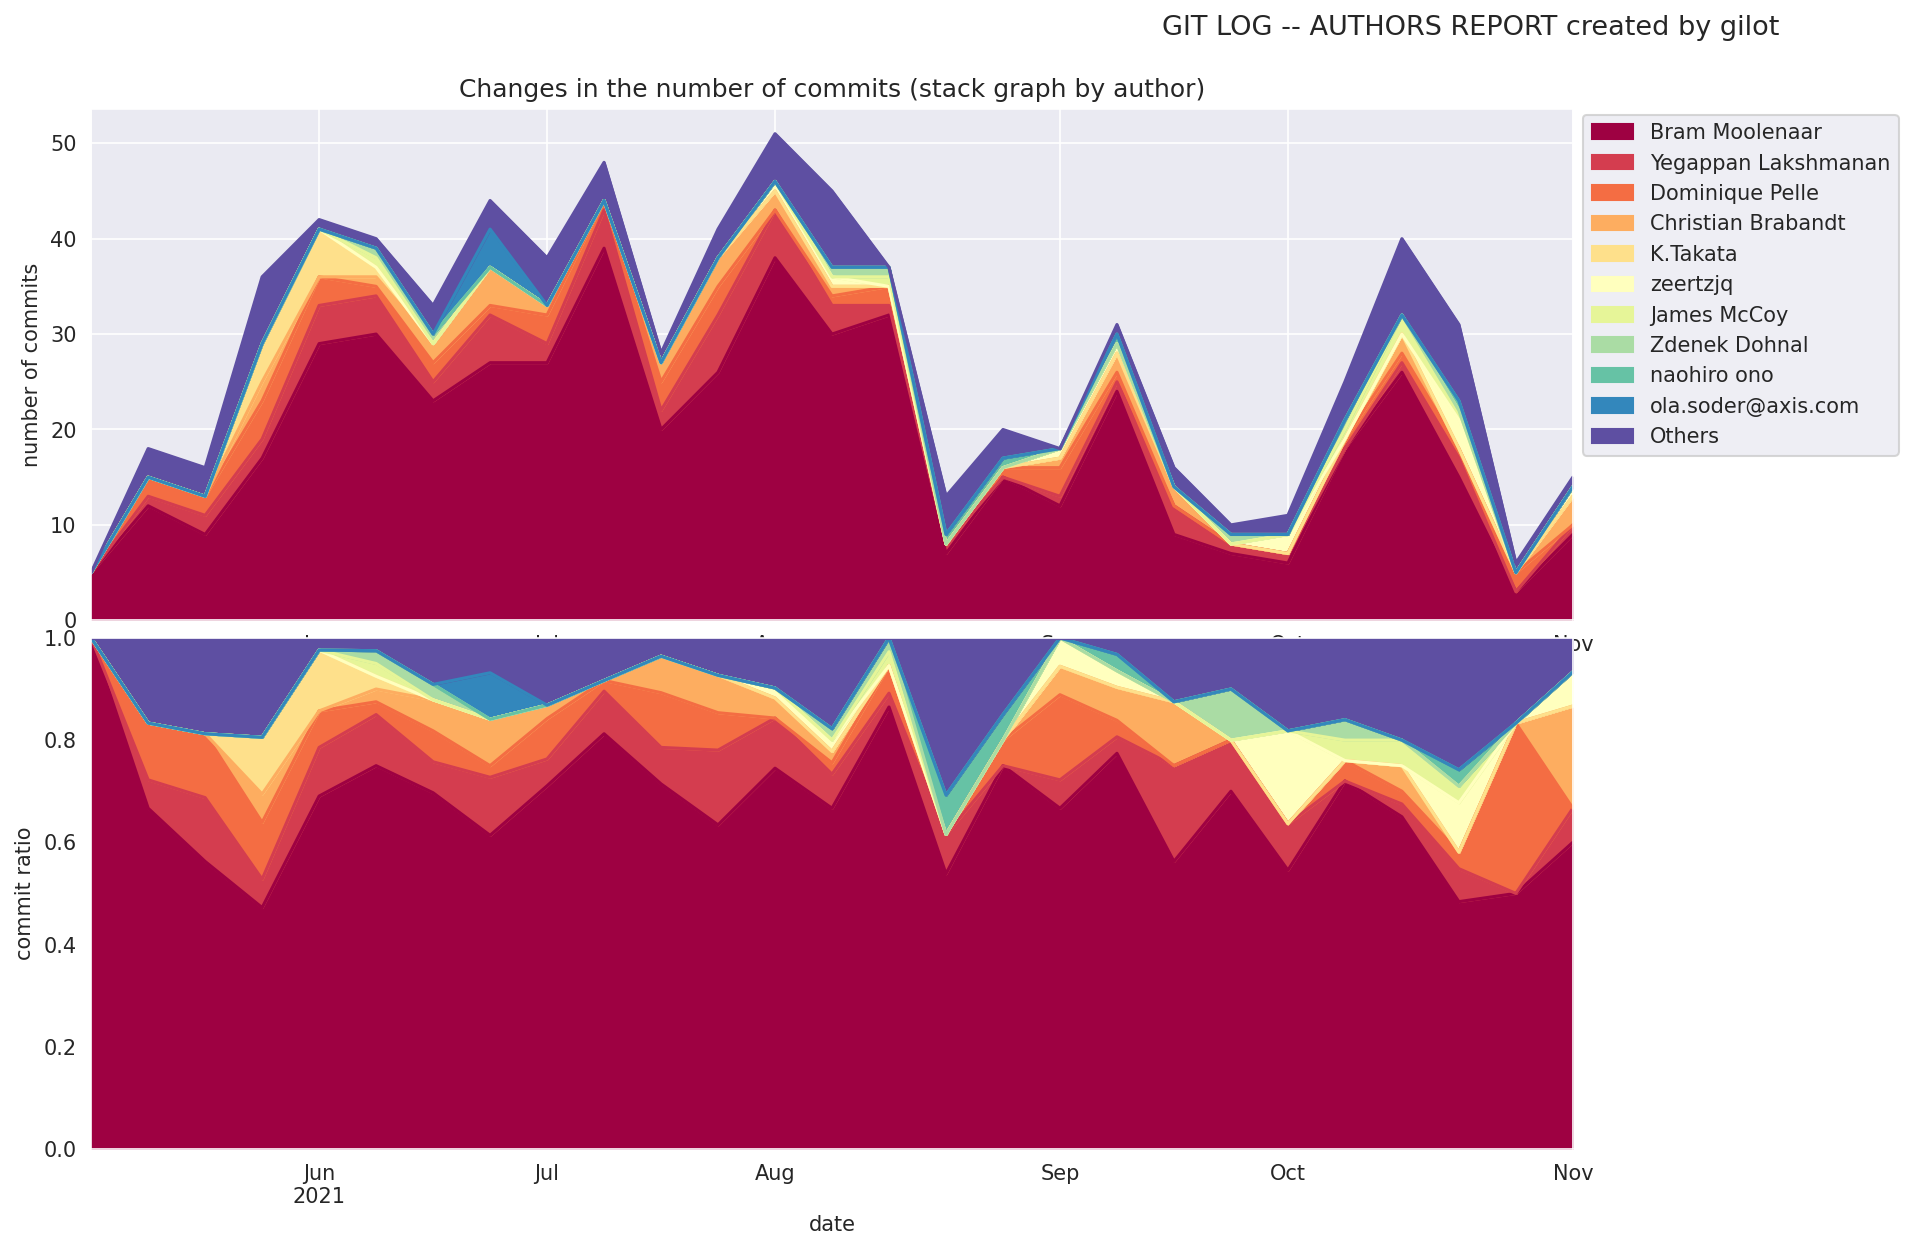 GIT LOG -- AUTHORS REPORT created by gilot
Changes in the number of commits (stack graph by author)
number of commits
50
40
30
20
10
0
Bram Moolenaar
Yegappan Lakshmanan
Dominique Pelle
Christian Brabandt
K.Takata
zeertzjq
James McCoy
Zdenek Dohnal
naohiro ono
ola.soder@axis.com
Others
commit ratio
1.0
0.8
0.6
0.4
0.2
0.0
Jun
2021
Jul
Aug
Sep
Oct
Nov
date